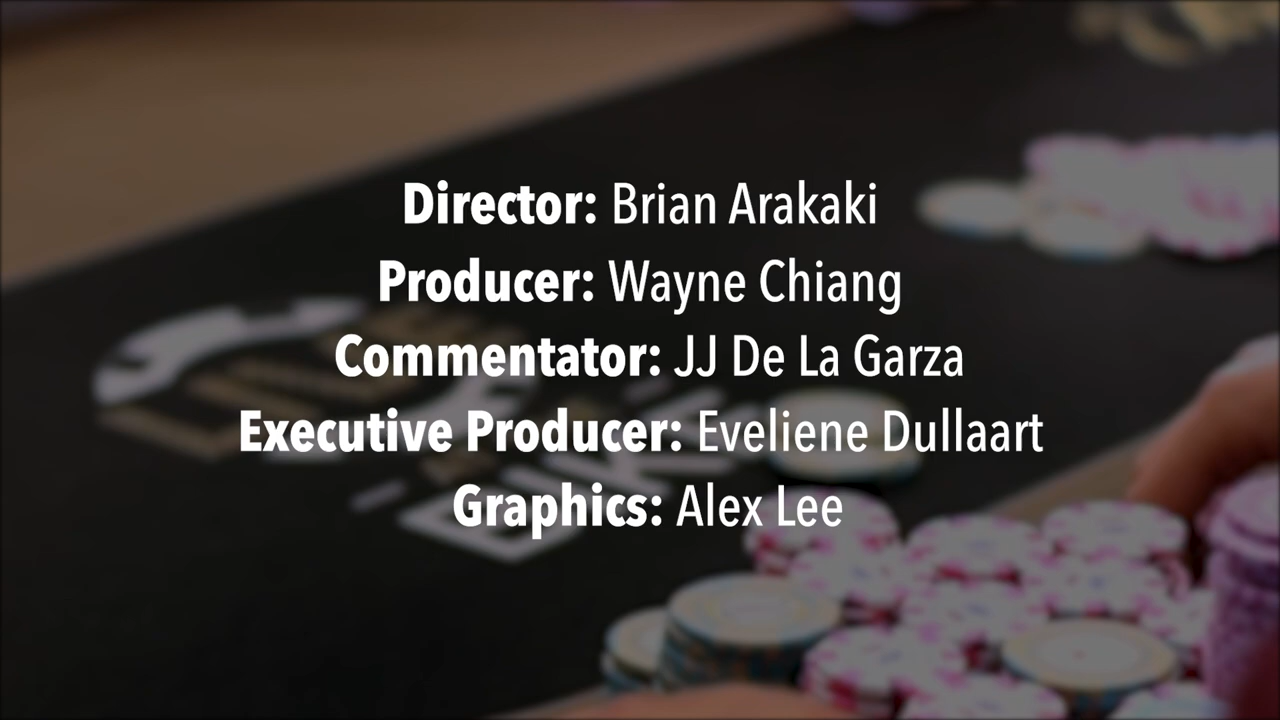 Director: Brian Arakaki
Producer: Wayne Chiang
Commentator: JJ De La Garza
Executive Producer: Eveliene Dullaart
Graphics: Alex Lee